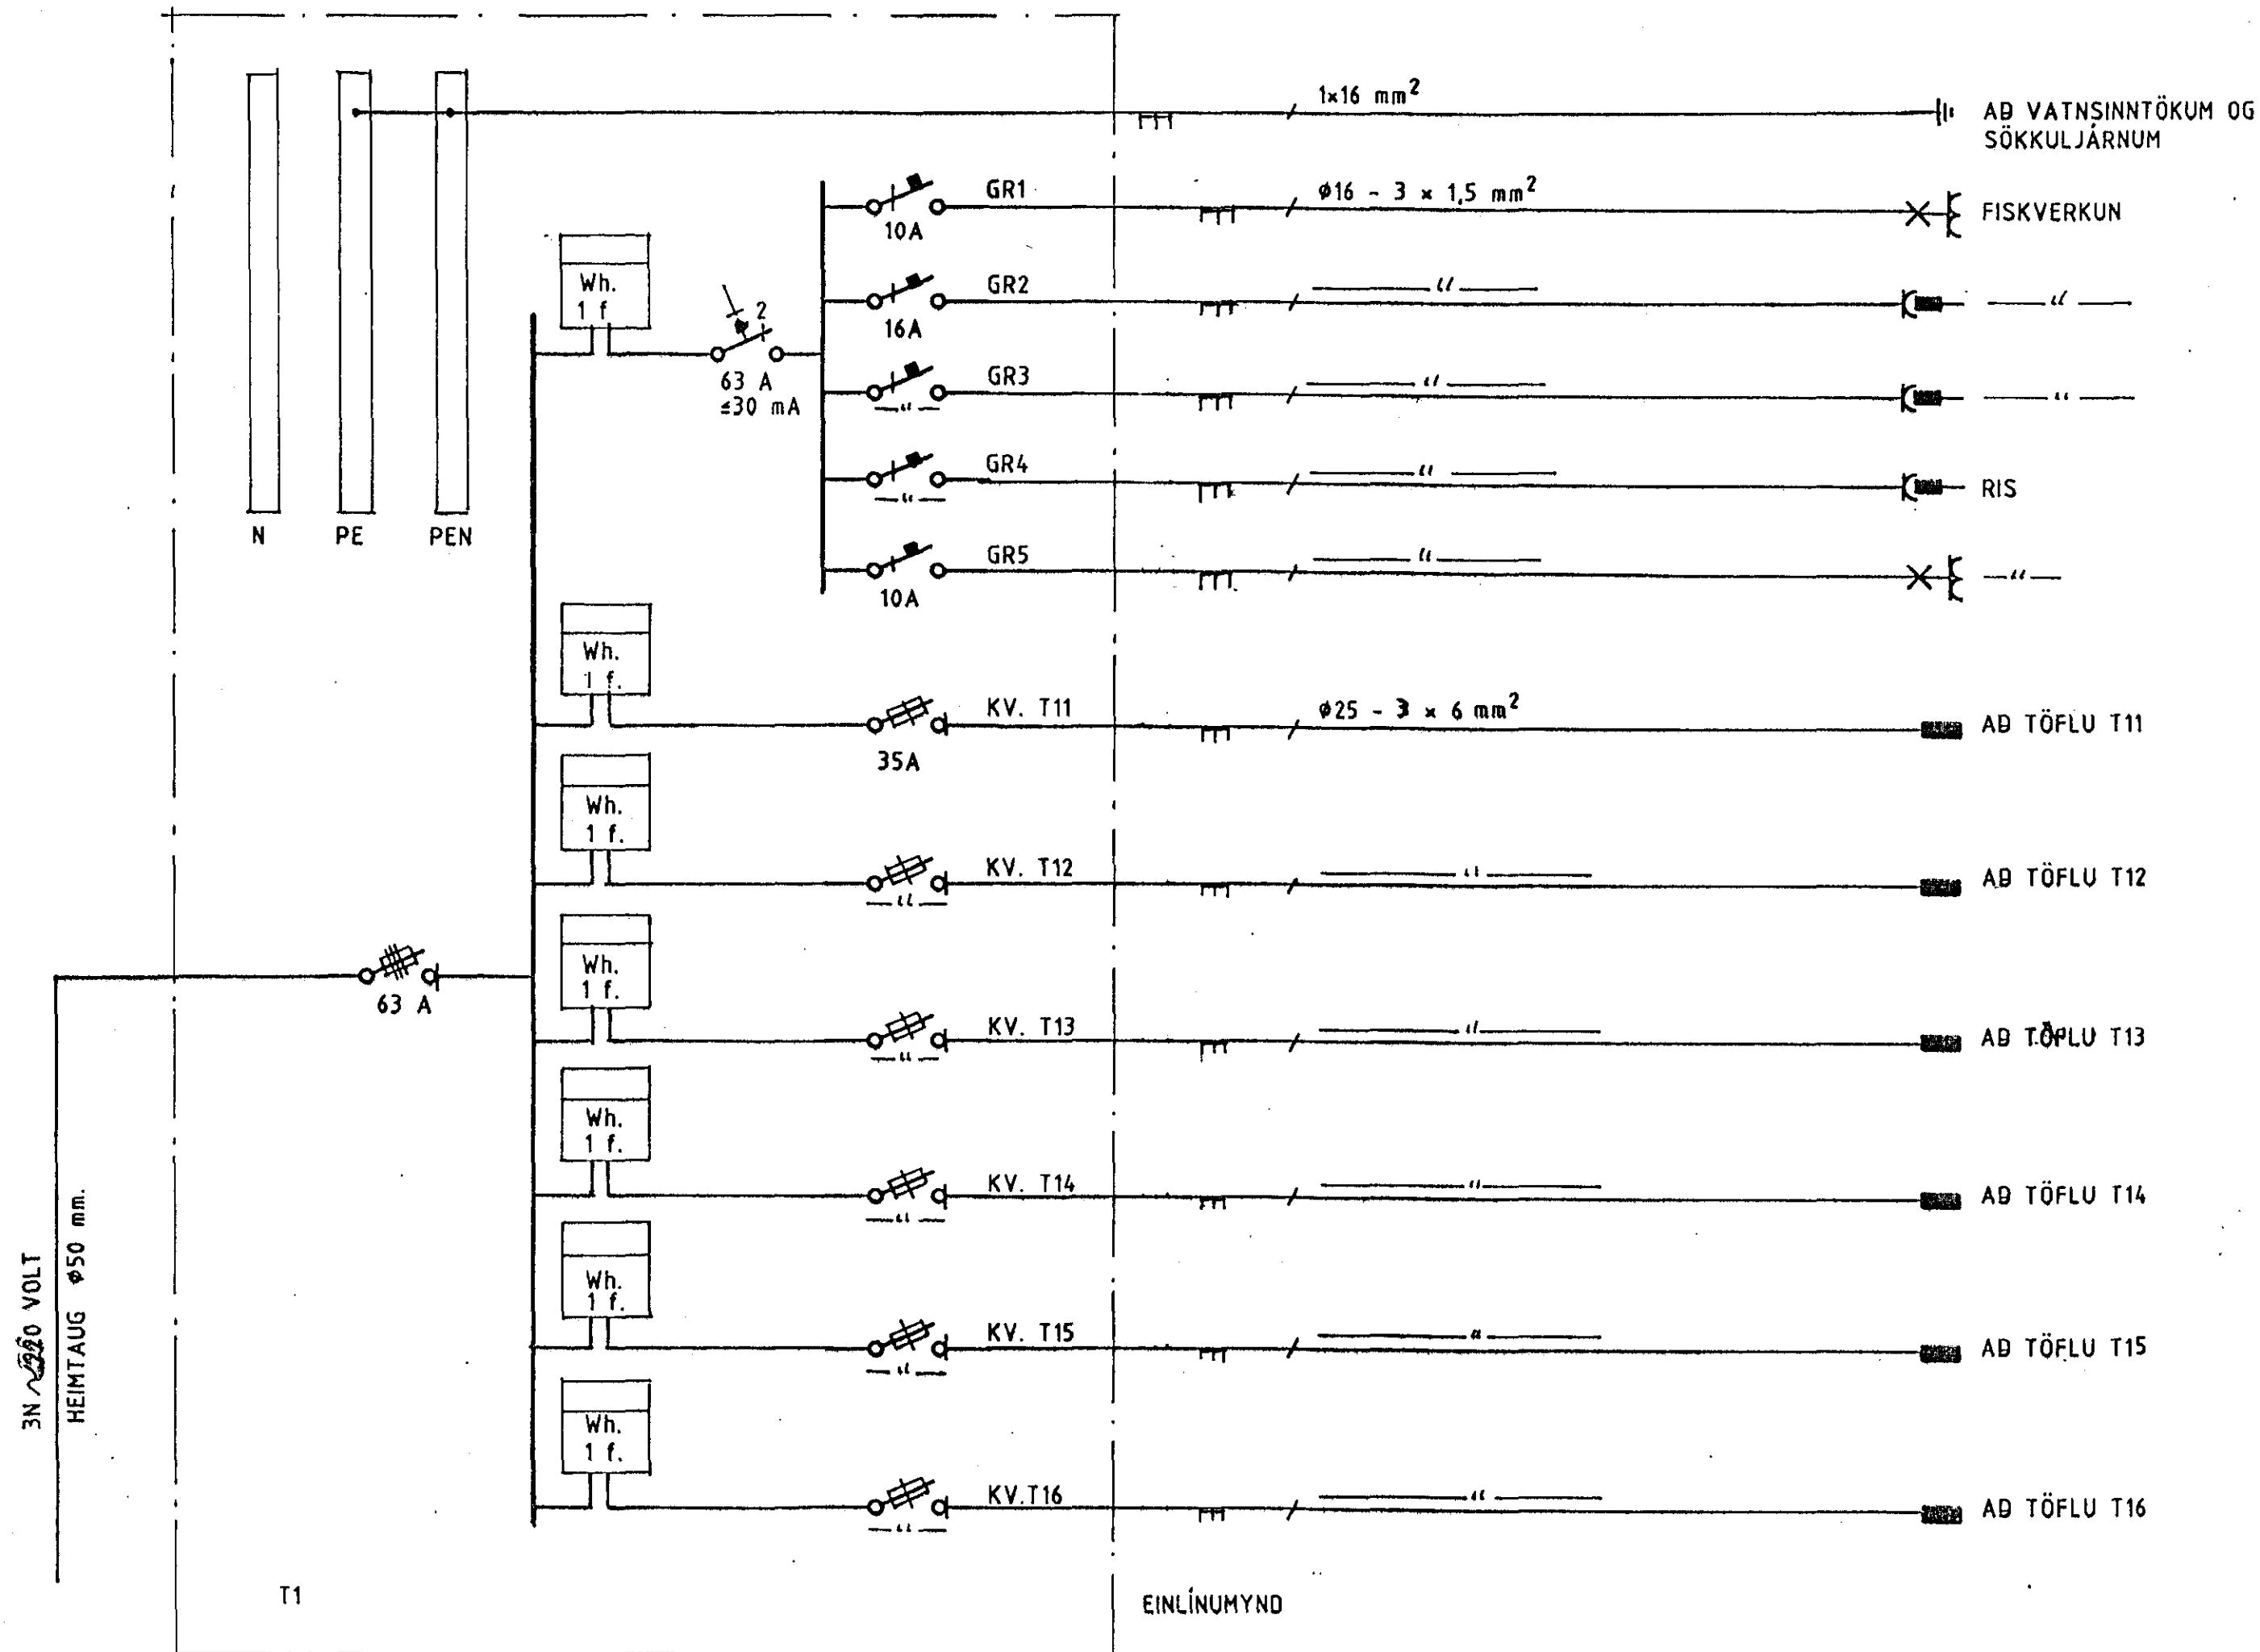 1×16 mm²
AÐ VATNSINNTÖKUM OG
SÖKKULJÁRNUM
GR1
ø16 - 3 × 1,5 mm²
FISKVERKUN
10A
Wh.
1 f
GR2
〃
〃
16A
2
63 A
≤30 mA
GR3
〃
〃
〃
GR4
〃
RIS
〃
N
PE
PEN
GR5
〃
〃
10A
Wh.
1 f.
KV. T11
ø25 - 3 × 6 mm²
AÐ TÖFLU T11
35A
Wh.
1 f.
KV. T12
〃
AÐ TÖFLU T12
〃
Wh.
1 f.
63 A
KV. T13
〃
AÐ TÖFLU T13
〃
Wh.
1 f.
KV. T14
〃
AÐ TÖFLU T14
〃
3N ~ VOLT
HEIMTAUG ø50 mm.
Wh.
1 f.
KV. T15
〃
AÐ TÖFLU T15
〃
Wh.
1 f.
KV.T16
〃
AÐ TÖFLU T16
〃
T1
EINLÍNUMYND